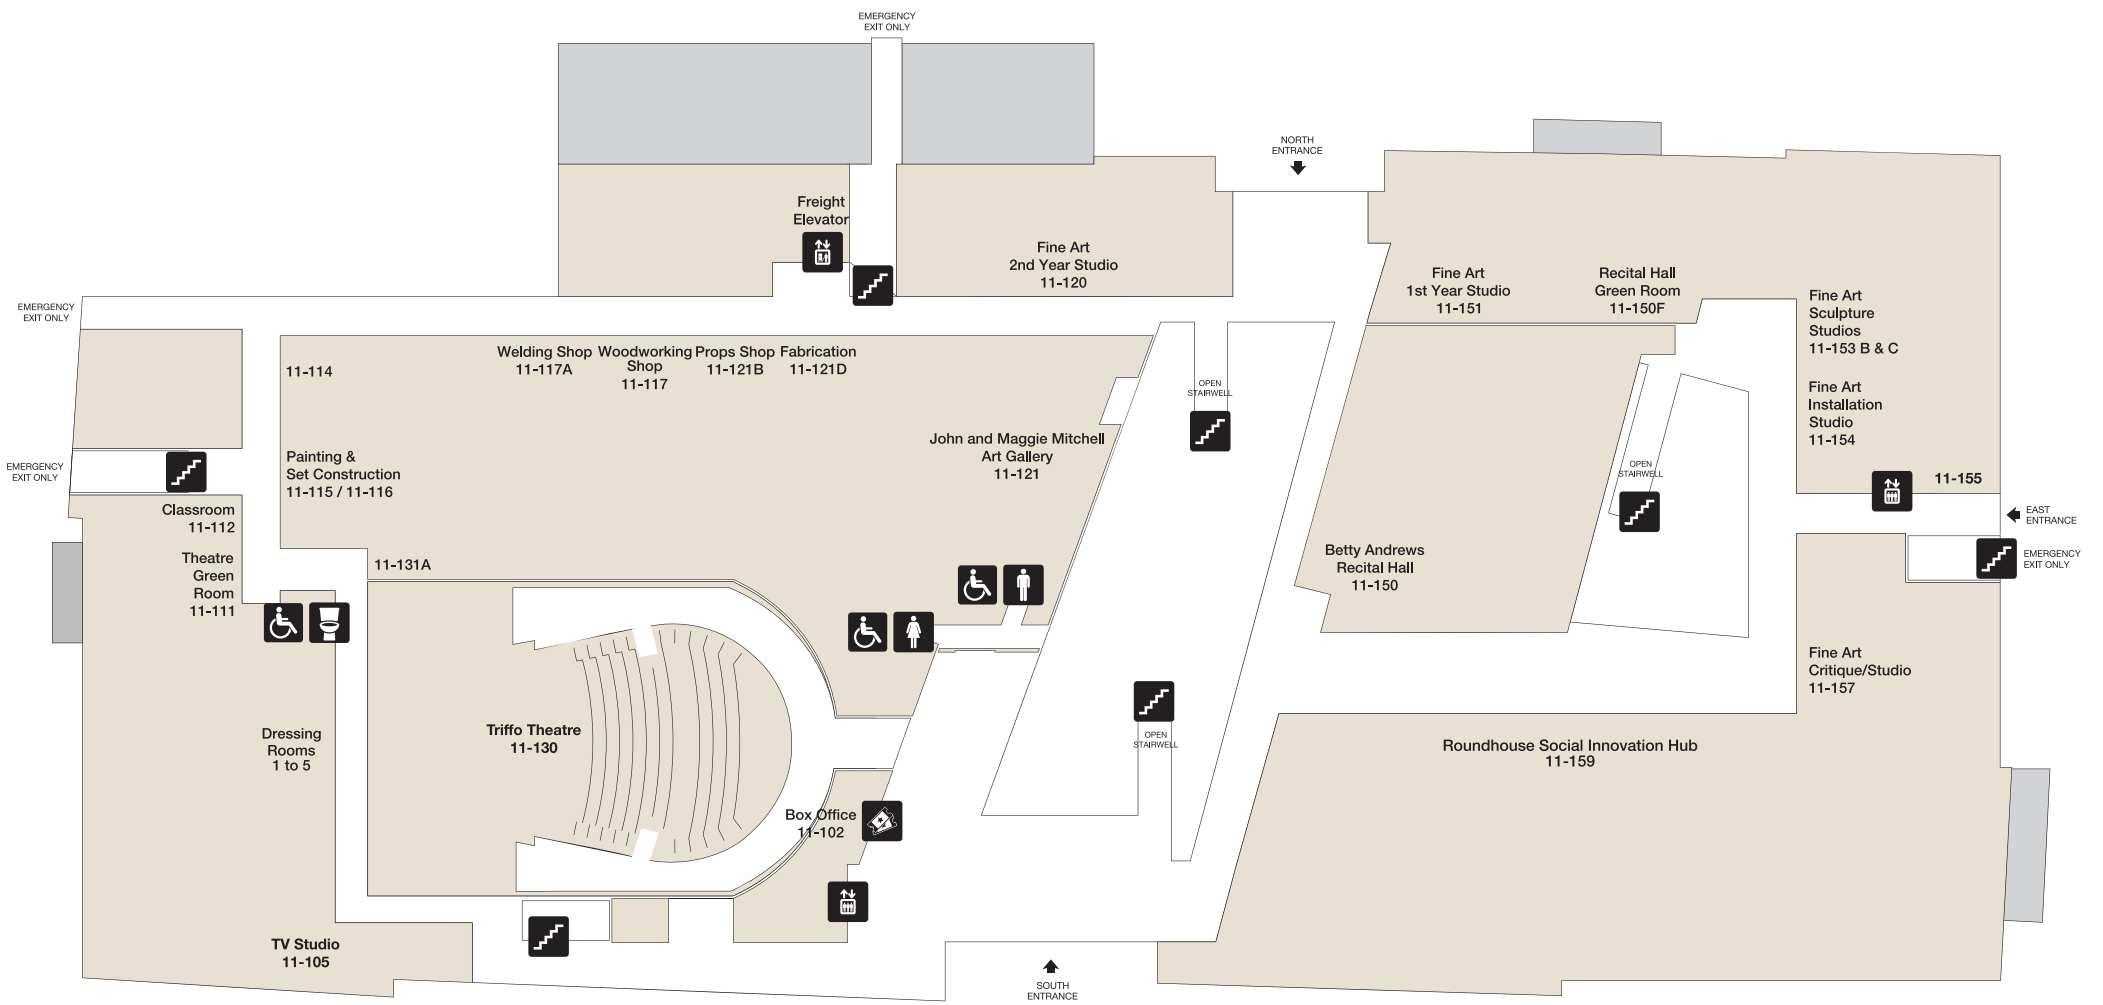 EMERGENCY
EXIT ONLY
NORTH
ENTRANCE
Freight
Elevator
Fine Art
2nd Year Studio
11-120
Fine Art
1st Year Studio
11-151
Recital Hall
Green Room
11-150F
Fine Art
Sculpture
Studios
11-153 B & C
Fine Art
Installation
Studio
11-154
11-155
EMERGENCY
EXIT ONLY
11-114
Welding Shop
11-117A
Woodworking
Shop
11-117
Props Shop
11-121B
Fabrication
11-121D
OPEN
STAIRWELL
John and Maggie Mitchell
Art Gallery
11-121
Painting &
Set Construction
11-115 / 11-116
EMERGENCY
EXIT ONLY
OPEN
STAIRWELL
Classroom
11-112
EAST
ENTRANCE
Theatre
Green
Room
11-111
11-131A
Betty Andrews
Recital Hall
11-150
EMERGENCY
EXIT ONLY
Fine Art
Critique/Studio
11-157
Dressing
Rooms
1 to 5
Triffo Theatre
11-130
OPEN
STAIRWELL
Roundhouse Social Innovation Hub
11-159
Box Office
11-102
TV Studio
11-105
SOUTH
ENTRANCE